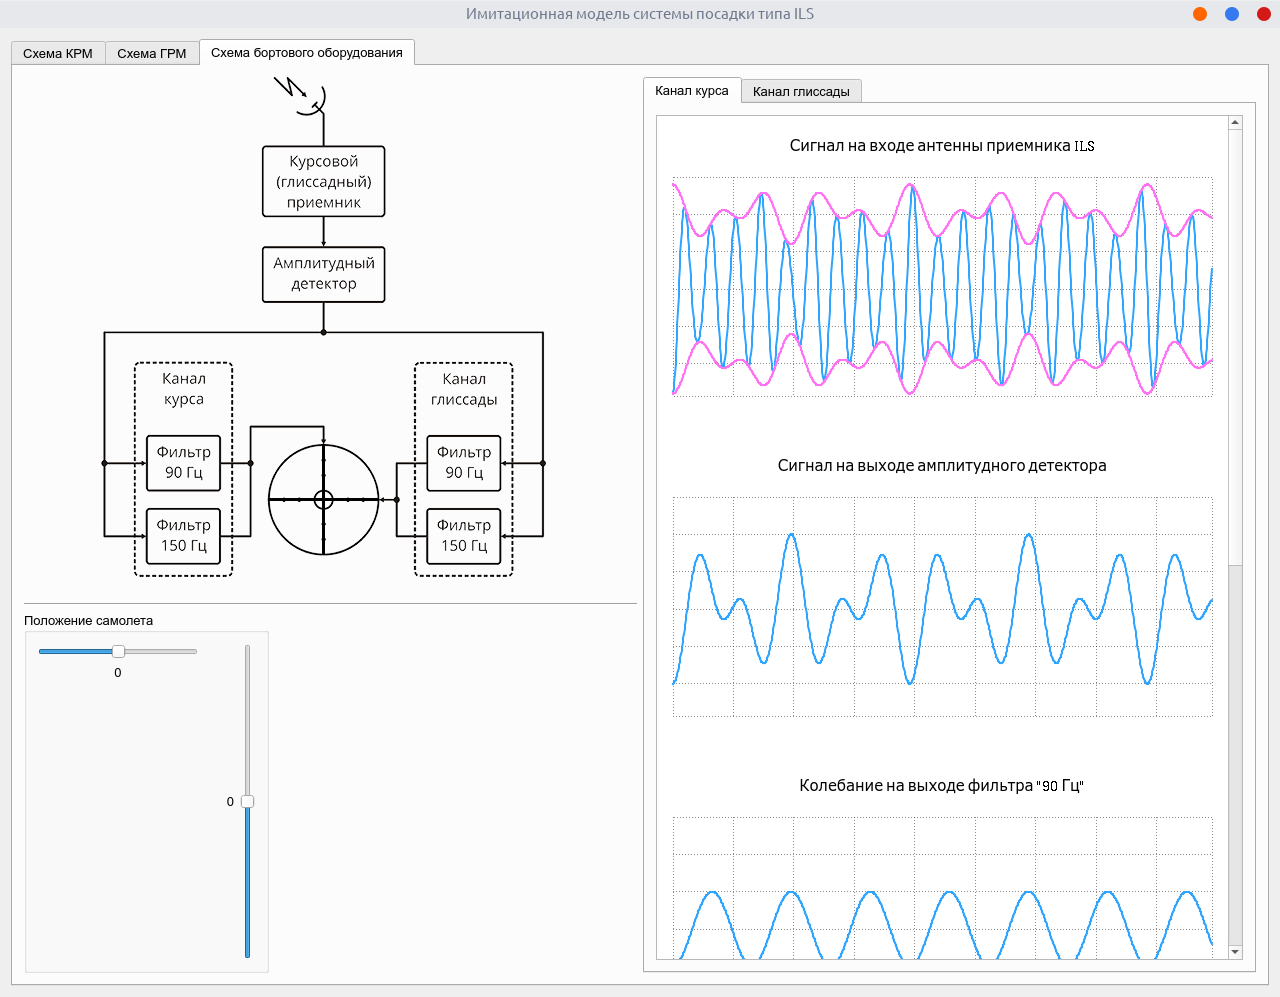 Имитационная модель системы посадки типа ILS
Схема КРМ
Схема ГРМ
Схема бортового оборудования
Курсовой
(глиссадный)
приемник
Амплитудный
детектор
Канал
курса
Фильтр
90 Гц
Фильтр
150 Гц
Канал
глиссады
Фильтр
90 Гц
Фильтр
150 Гц
Положение самолета
0
0
Канал курса
Канал глиссады
Сигнал на входе антенны приемника ILS
Сигнал на выходе амплитудного детектора
Колебание на выходе фильтра "90 Гц"